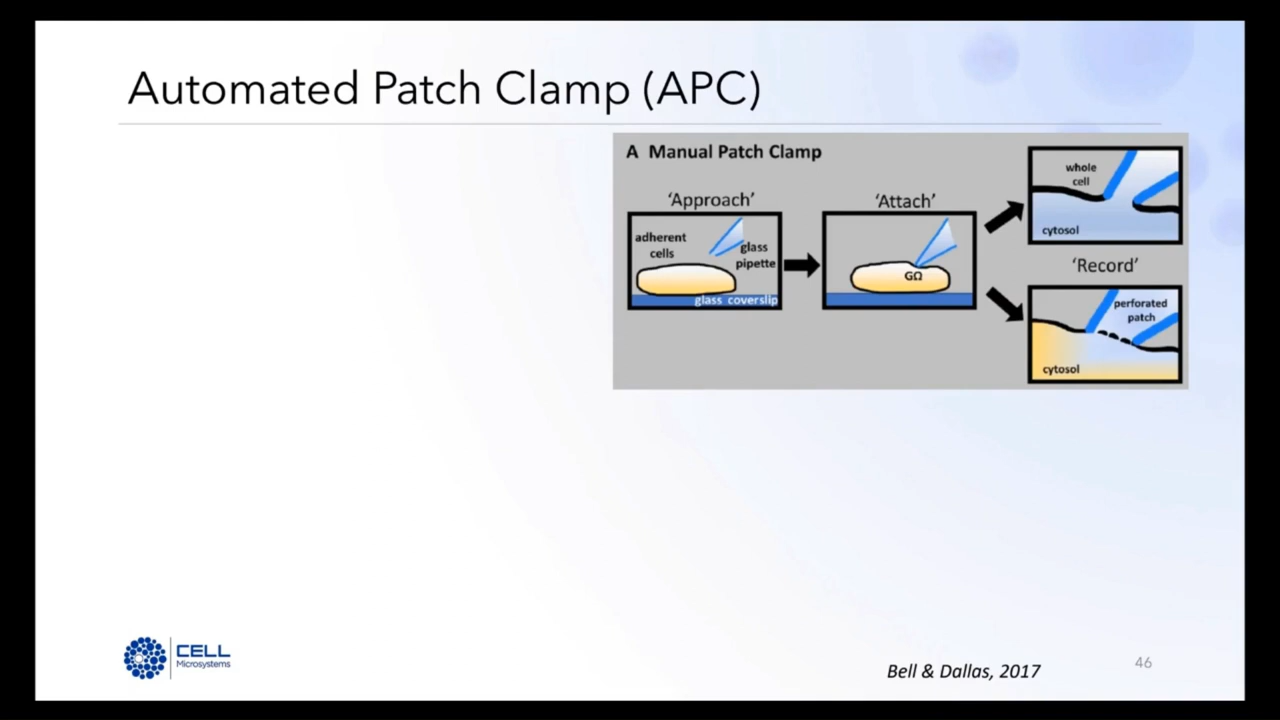 Automated Patch Clamp (APC)
A Manual Patch Clamp
'Approach'
adherent
cells
glass
pipette
glass coverslip
'Attach'
GΩ
whole
cell
cytosol
'Record'
perforated
patch
cytosol
CELL
Microsystems
Bell & Dallas, 2017
46